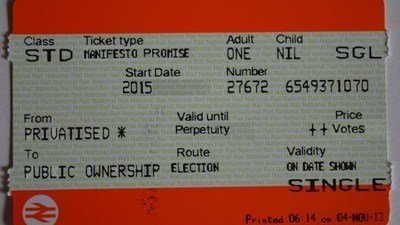 Class Ticket type Adult Child
STD MANIFESTO PROMISE ONE NIL SGL
Start Date Number
2015 27672 6549371070
From Valid until Price
PRIVATISED * Perpetuity ‡‡ Votes
To Route Validity
PUBLIC OWNERSHIP ELECTION ON DATE SHOWN
SINGLE
Printed 06:14 on 04-NOV-13